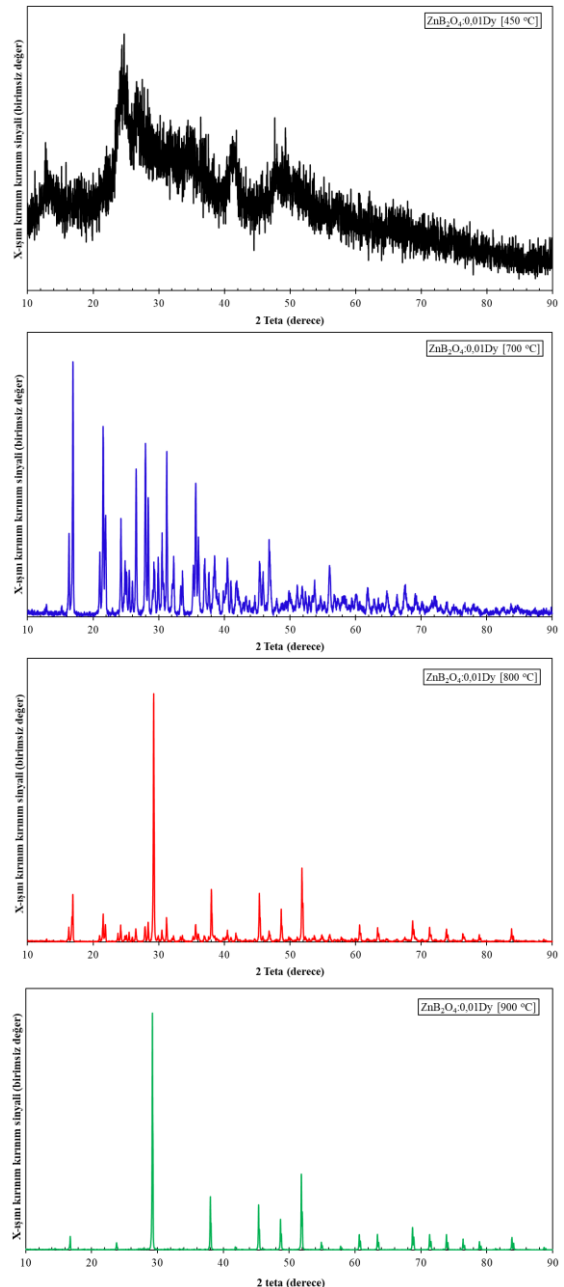 ZnB₂O₄:0,01Dy [450 °C]
X-ışını kırınım kırınım sinyali (birimsiz değer)
10 20 30 40 50 60 70 80 90
2 Teta (derece)
ZnB₂O₄:0,01Dy [700 °C]
X-ışını kırınım kırınım sinyali (birimsiz değer)
10 20 30 40 50 60 70 80 90
2 Teta (derece)
ZnB₂O₄:0,01Dy [800 °C]
X-ışını kırınım kırınım sinyali (birimsiz değer)
10 20 30 40 50 60 70 80 90
2 Teta (derece)
ZnB₂O₄:0,01Dy [900 °C]
X-ışını kırınım kırınım sinyali (birimsiz değer)
10 20 30 40 50 60 70 80 90
2 teta (derece)